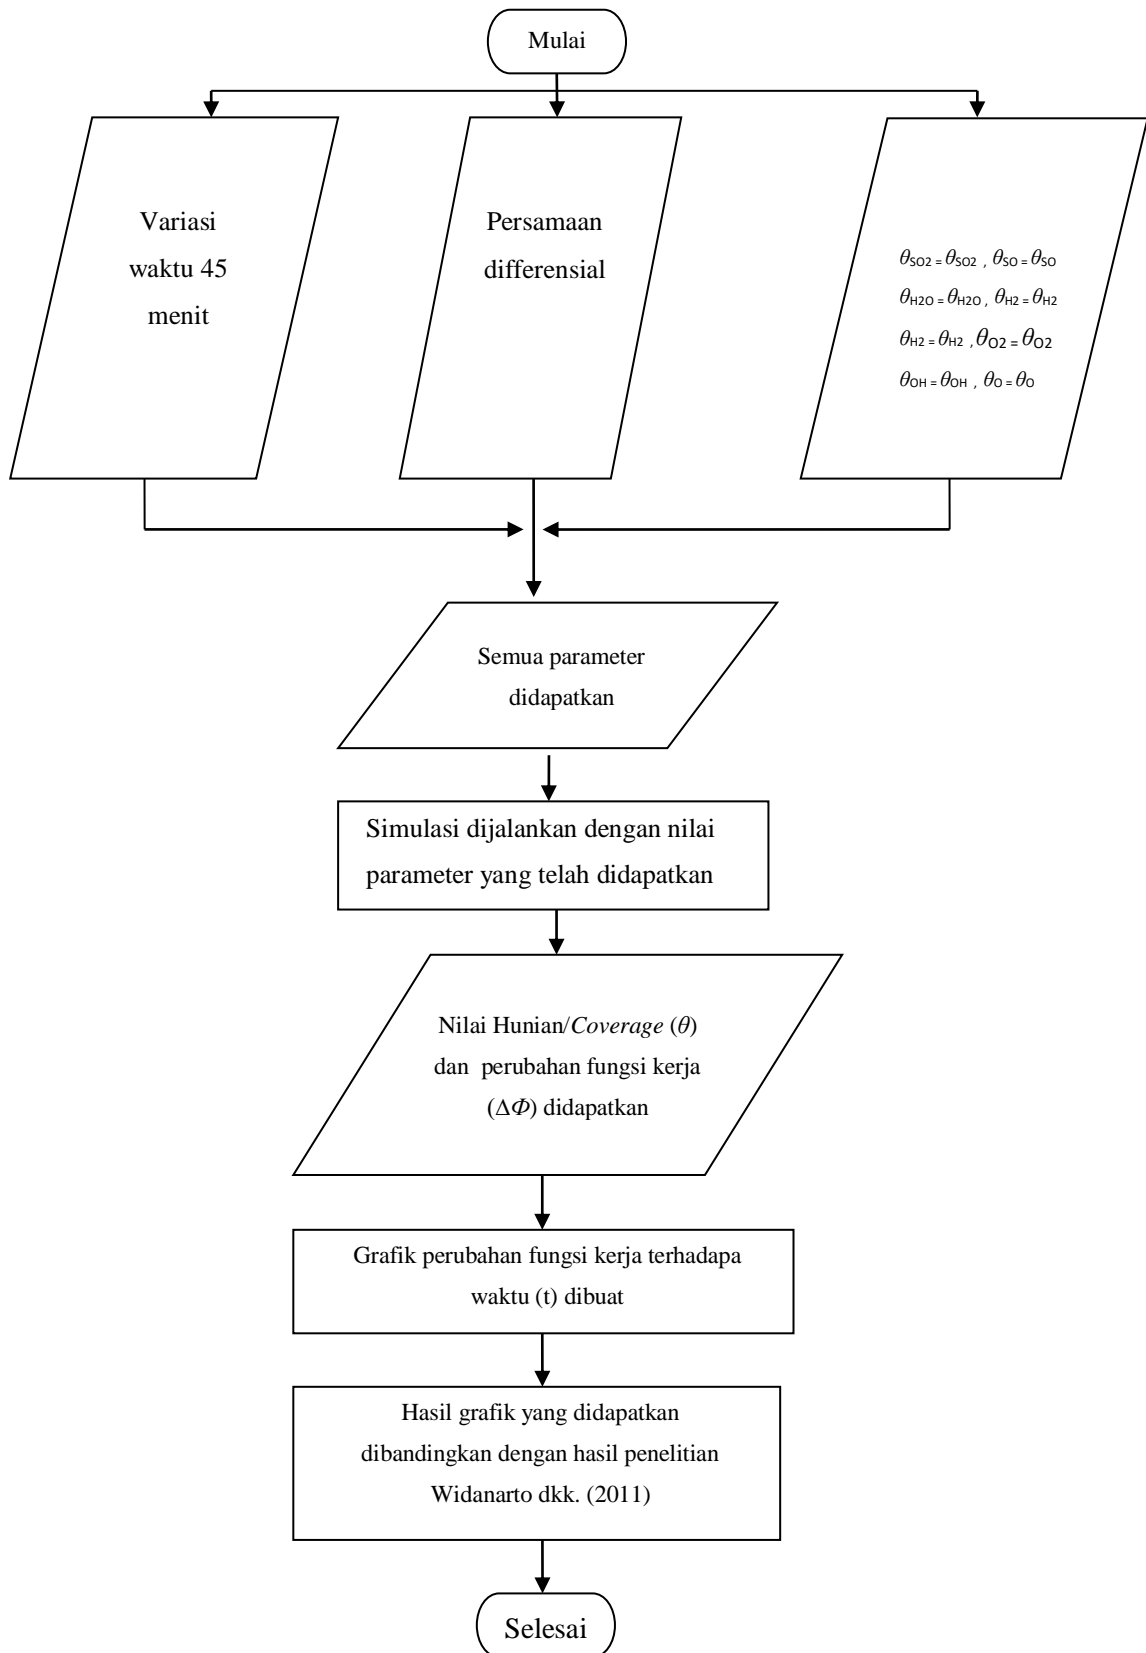 Mulai
Variasi
waktu 45
menit
Persamaan
differensial
θSO2 = θSO2 , θSO = θSO
θH2O = θH2O , θH2 = θH2
θH2 = θH2 , θO2 = θO2
θOH = θOH , θO = θO
Semua parameter
didapatkan
Simulasi dijalankan dengan nilai
parameter yang telah didapatkan
Nilai Hunian/Coverage (θ)
dan perubahan fungsi kerja
(ΔΦ) didapatkan
Grafik perubahan fungsi kerja terhadapa
waktu (t) dibuat
Hasil grafik yang didapatkan
dibandingkan dengan hasil penelitian
Widanarto dkk. (2011)
Selesai